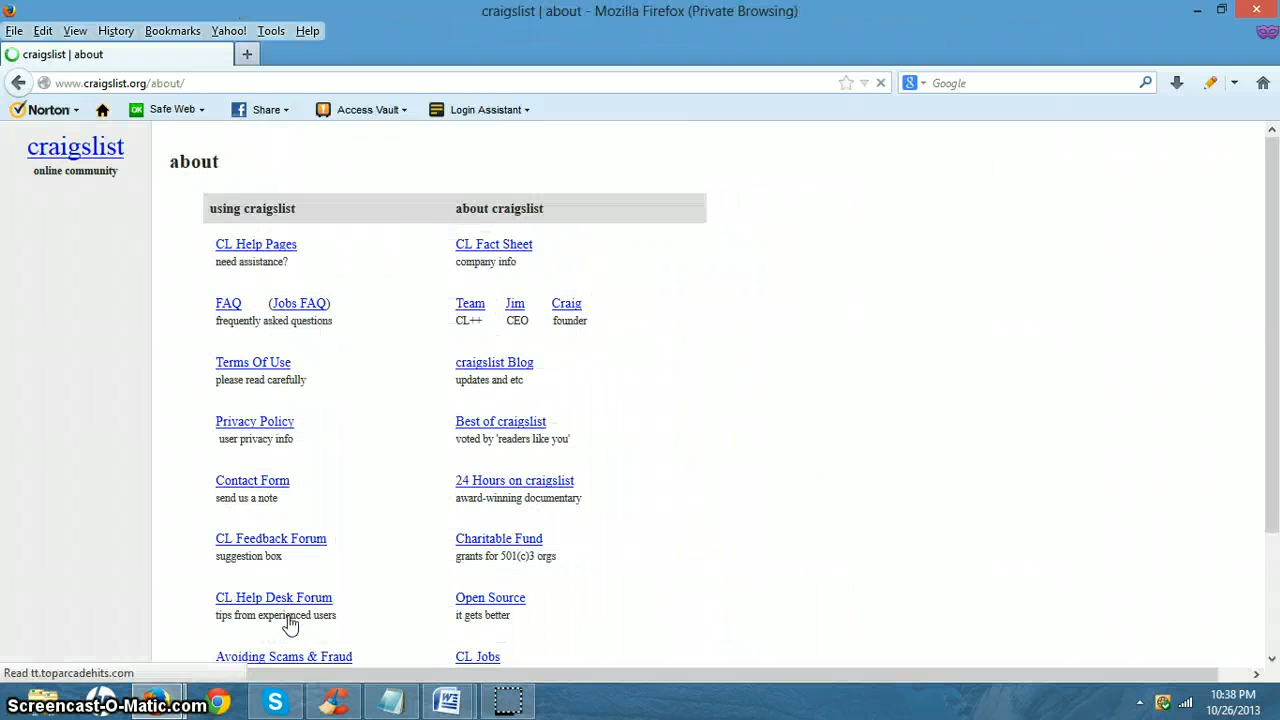 craigslist | about - Mozilla Firefox (Private Browsing)
File Edit View History Bookmarks Yahoo! Tools Help
craigslist | about
www.craigslist.org/about/
Google
Norton Safe Web Share Access Vault Login Assistant
craigslist
online community
about
using craigslist about craigslist
CL Help Pages CL Fact Sheet
need assistance? company info
FAQ (Jobs FAQ) Team Jim Craig
frequently asked questions CL++ CEO founder
Terms Of Use craigslist Blog
please read carefully updates and etc
Privacy Policy Best of craigslist
user privacy info voted by 'readers like you'
Contact Form 24 Hours on craigslist
send us a note award-winning documentary
CL Feedback Forum Charitable Fund
suggestion box grants for 501(c)3 orgs
CL Help Desk Forum Open Source
tips from experienced users it gets better
Avoiding Scams & Fraud CL Jobs
Read tt.toparcadehits.com
Screencast-O-Matic.com
10:38 PM
10/26/2013